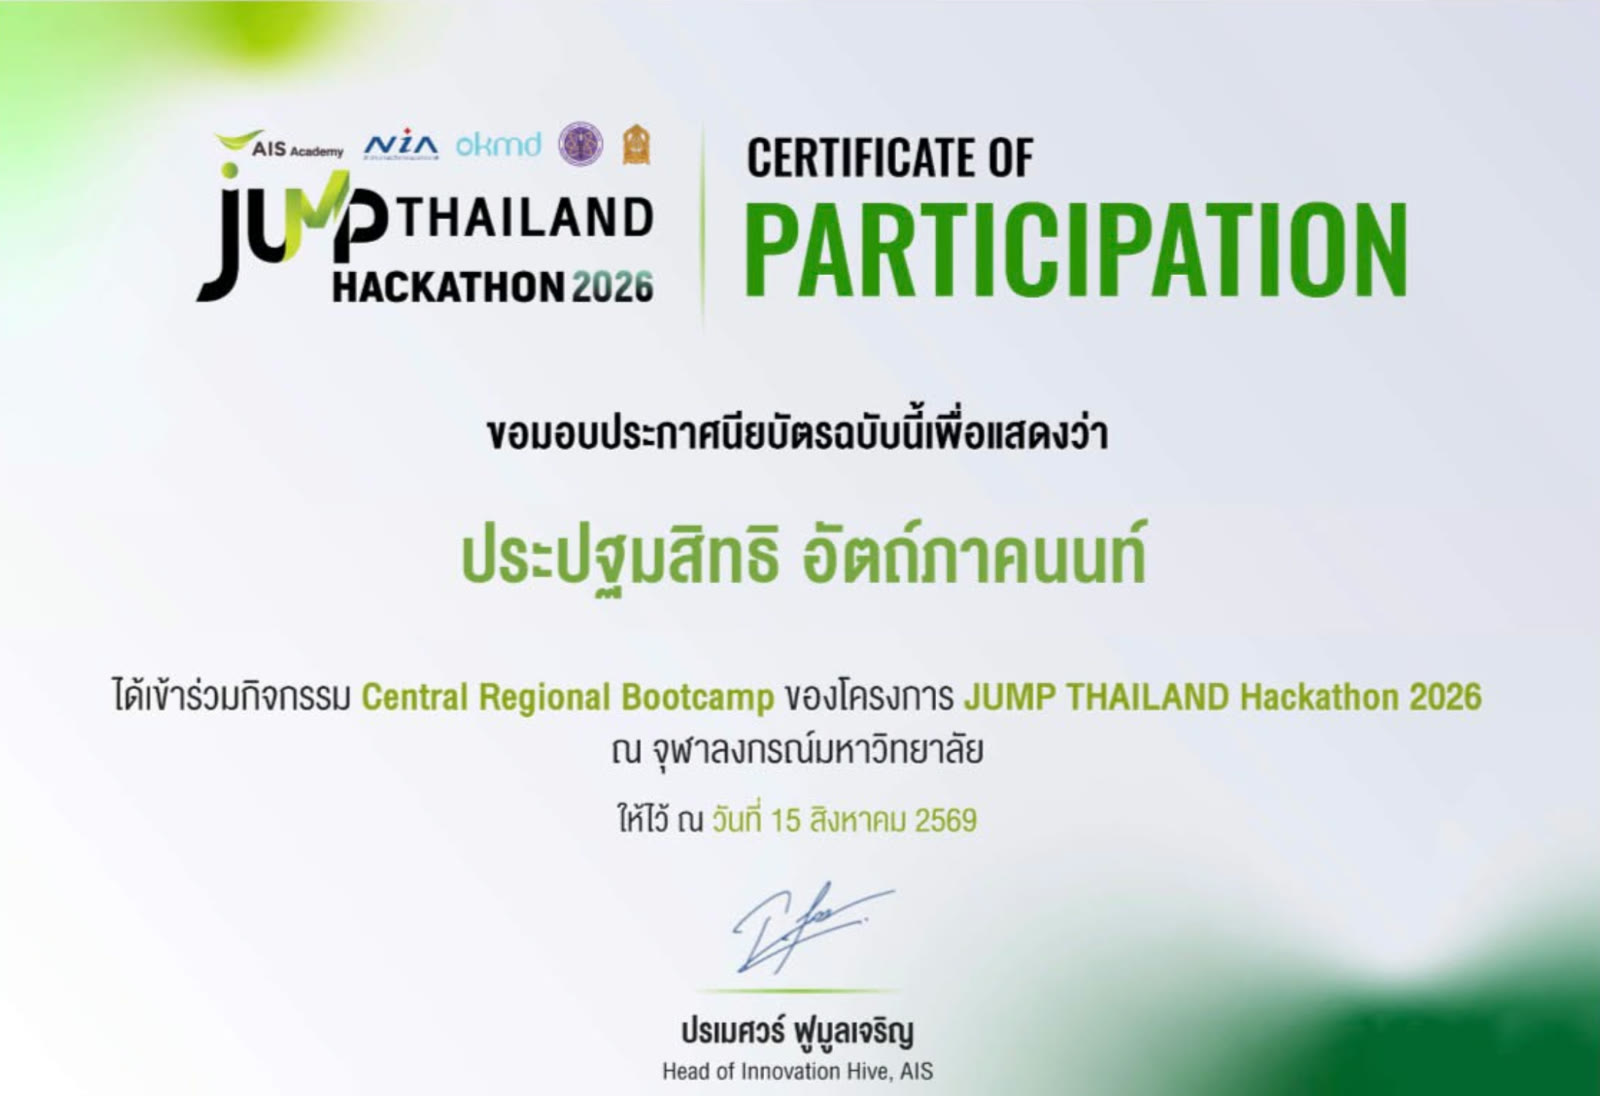 AIS Academy NIA okmd
JUMP THAILAND
HACKATHON 2026
CERTIFICATE OF
PARTICIPATION
ขอมอบประกาศนียบัตรฉบับนี้เพื่อแสดงว่า
ประปฐมสิทธิ อัตถ์ภาคนนท์
ได้เข้าร่วมกิจกรรม Central Regional Bootcamp ของโครงการ JUMP THAILAND Hackathon 2026
ณ จุฬาลงกรณ์มหาวิทยาลัย
ให้ไว้ ณ วันที่ 15 สิงหาคม 2569
ปรเมศวร์ ฟูมูลเจริญ
Head of Innovation Hive, AIS